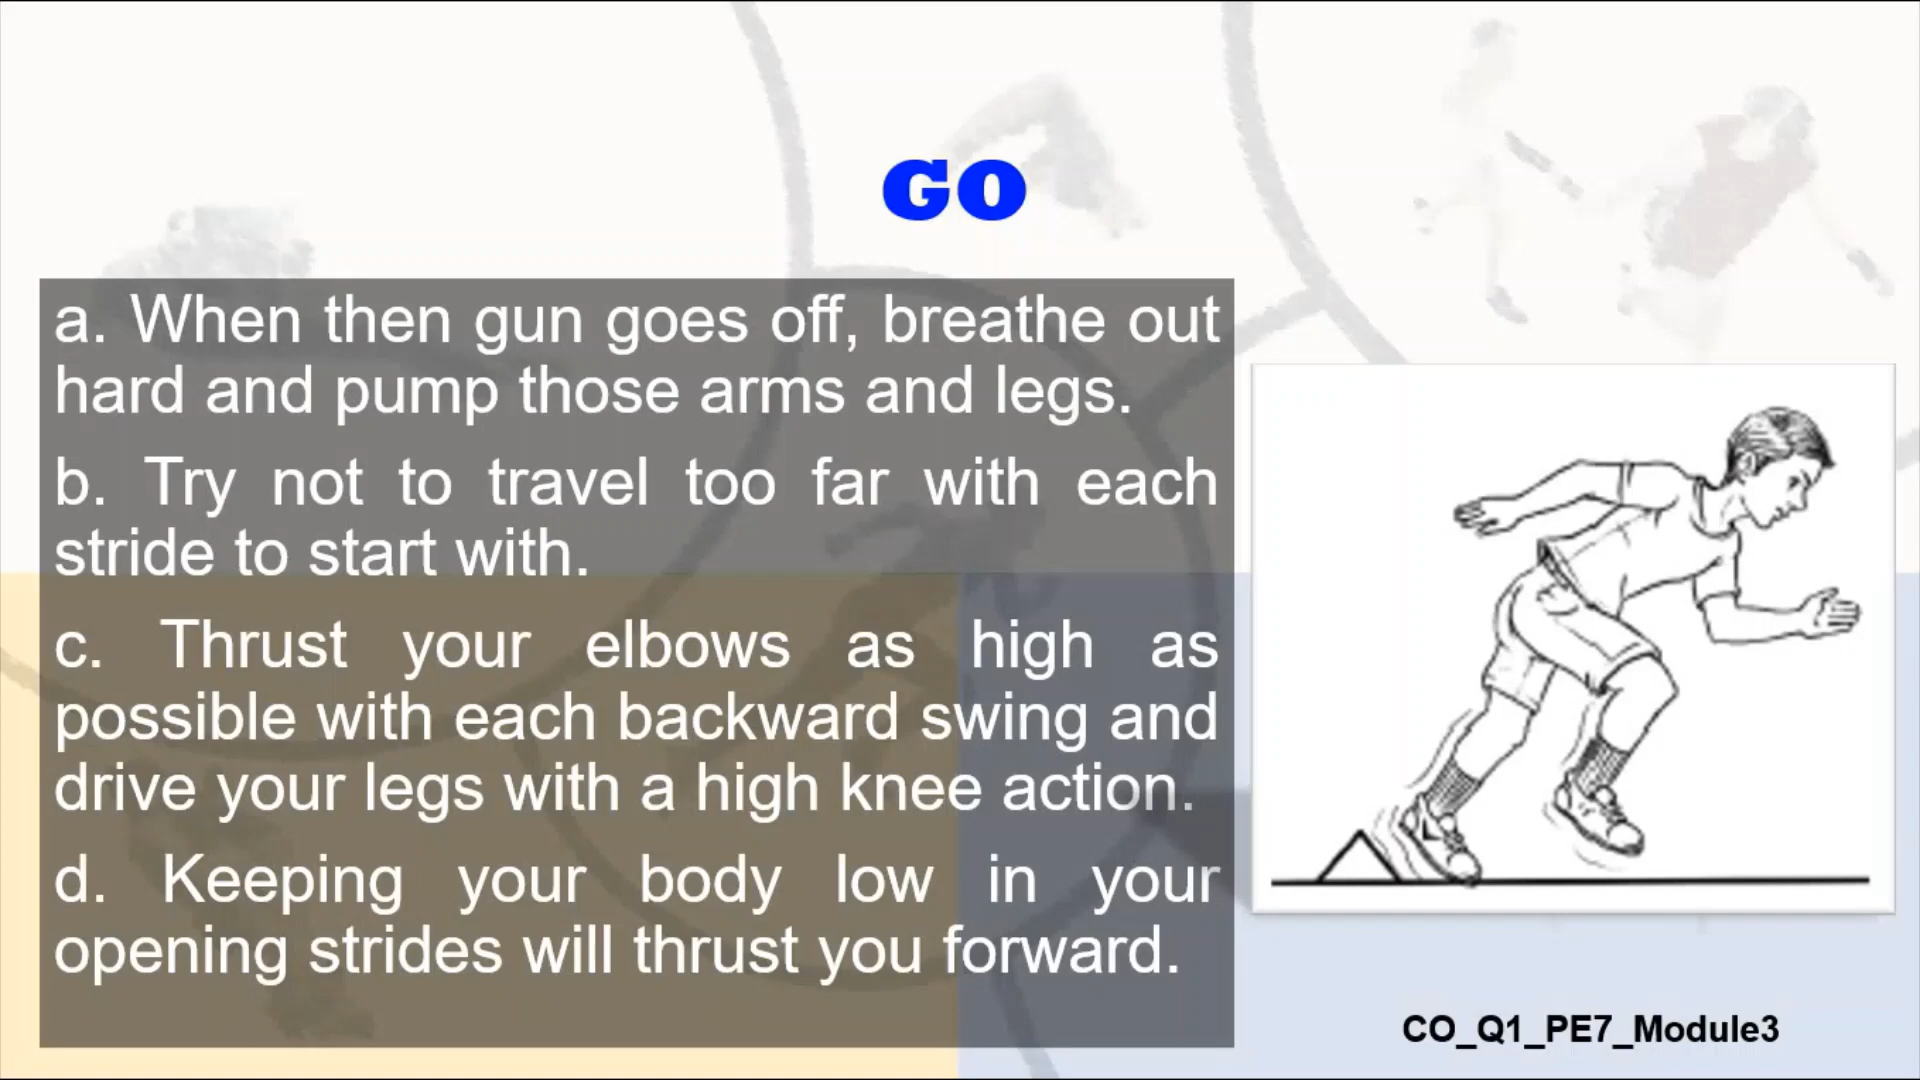 GO
a. When then gun goes off, breathe out
hard and pump those arms and legs.
b. Try not to travel too far with each
stride to start with.
c. Thrust your elbows as high as
possible with each backward swing and
drive your legs with a high knee action.
d. Keeping your body low in your
opening strides will thrust you forward.
CO_Q1_PE7_Module3